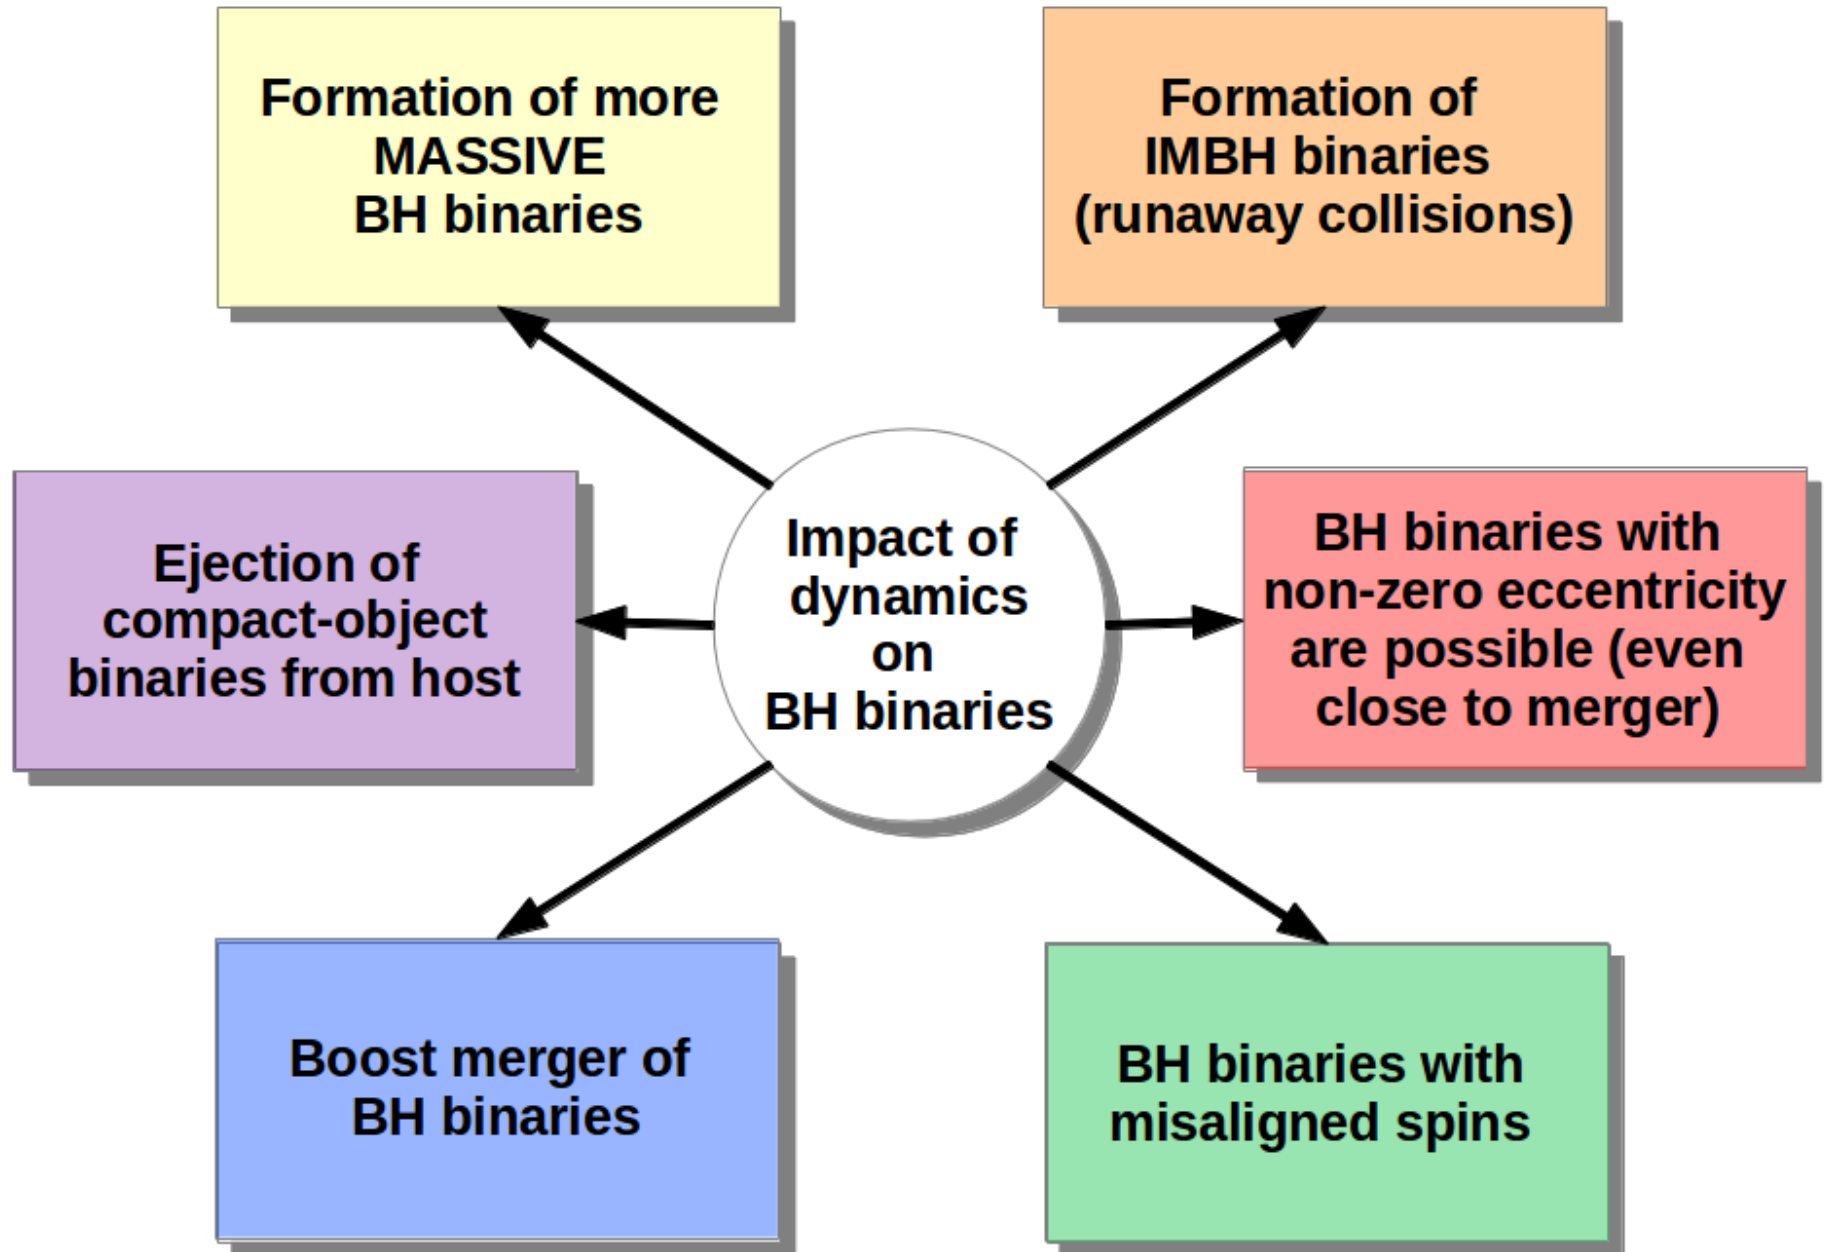 Formation of more
MASSIVE
BH binaries
Formation of
IMBH binaries
(runaway collisions)
Ejection of
compact-object
binaries from host
Impact of
dynamics
on
BH binaries
BH binaries with
non-zero eccentricity
are possible (even
close to merger)
Boost merger of
BH binaries
BH binaries with
misaligned spins